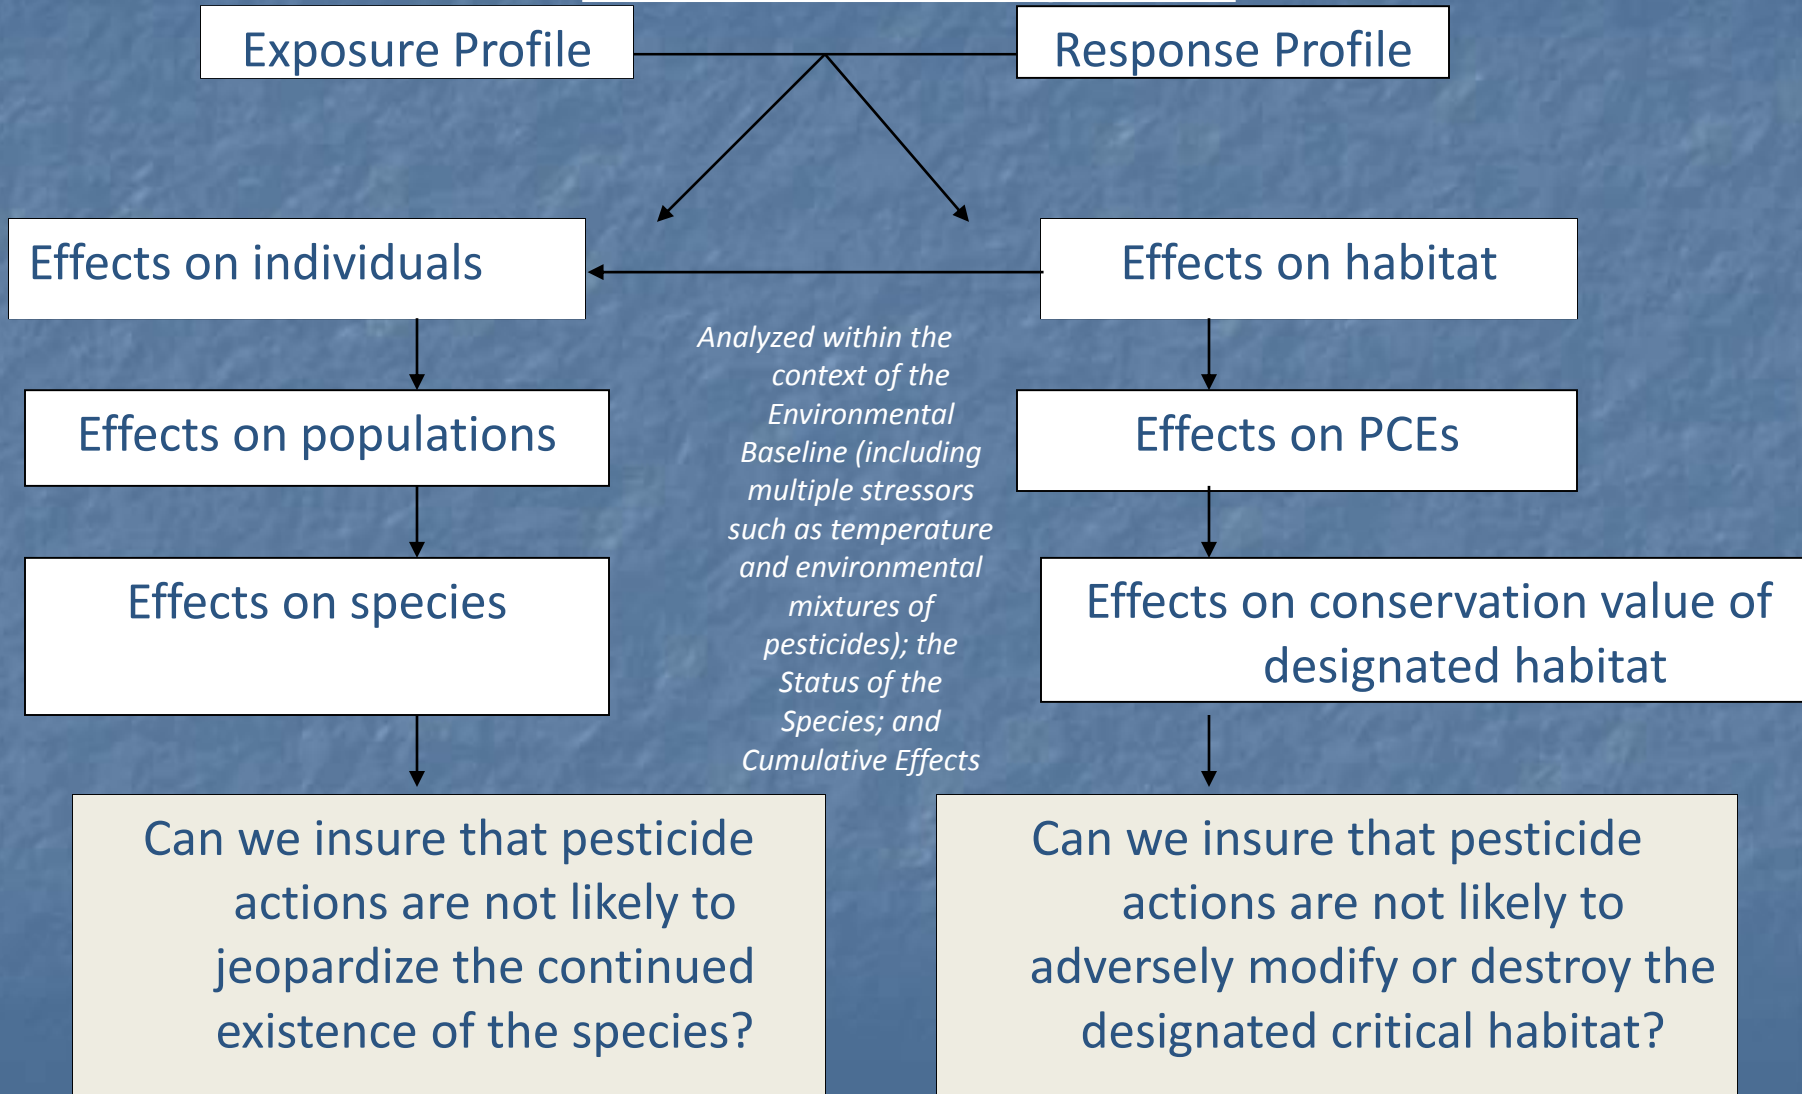 Exposure Profile
Response Profile
Effects on individuals
Effects on habitat
Analyzed within the
context of the
Environmental
Baseline (including
multiple stressors
such as temperature
and environmental
mixtures of
pesticides); the
Status of the
Species; and
Cumulative Effects
Effects on populations
Effects on PCEs
Effects on species
Effects on conservation value of
designated habitat
Can we insure that pesticide
actions are not likely to
jeopardize the continued
existence of the species?
Can we insure that pesticide
actions are not likely to
adversely modify or destroy the
designated critical habitat?